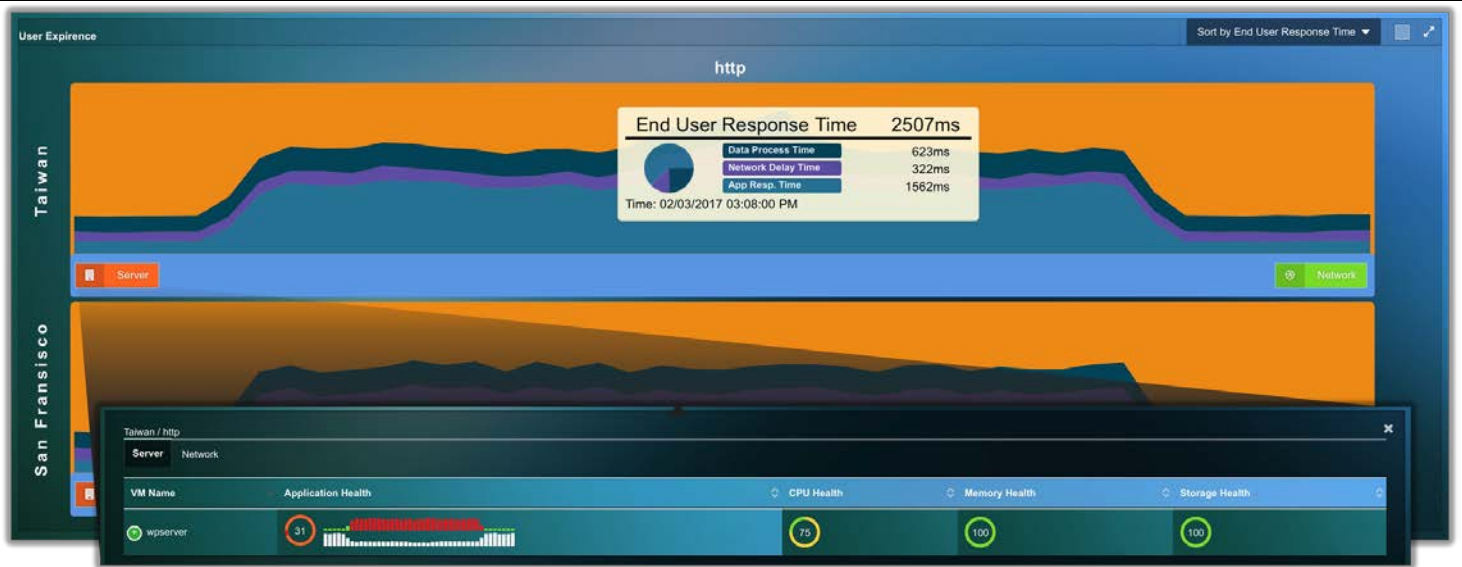 User Expirence
Sort by End User Response Time
http
Taiwan
End User Response Time 2507ms
Data Process Time 623ms
Network Delay Time 322ms
App Resp. Time 1562ms
Time: 02/03/2017 03:08:00 PM
Server
Network
San Fransisco
Taiwan / http
Server Network
VM Name Application Health CPU Health Memory Health Storage Health
wpserver 31 75 100 100